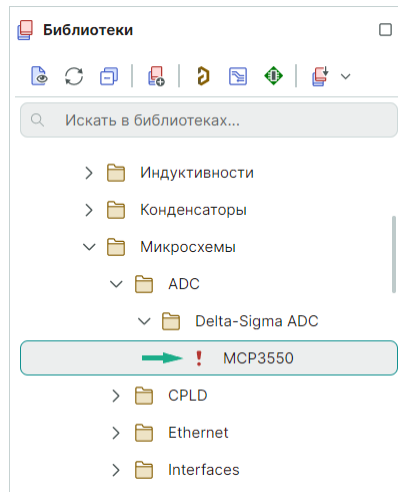 Библиотеки
Искать в библиотеках...
Индуктивности
Конденсаторы
Микросхемы
ADC
Delta-Sigma ADC
MCP3550
CPLD
Ethernet
Interfaces